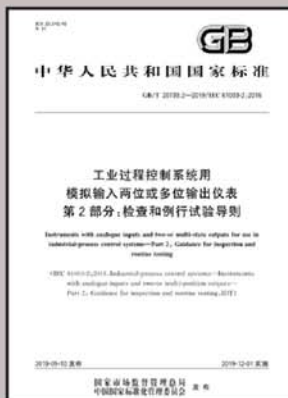 GB
中华人民共和国国家标准
工业过程控制系统用
模拟输入两位或多位输出仪表
第2部分:检查和例行试验导则
Instruments with analogue inputs and two or multi-state outputs for use in
industrial-process control systems—Part 2: Guidance for inspection and
routine testing
发布
2019-12-01 实施
国家市场监督管理总局
中国国家标准化管理委员会
发布